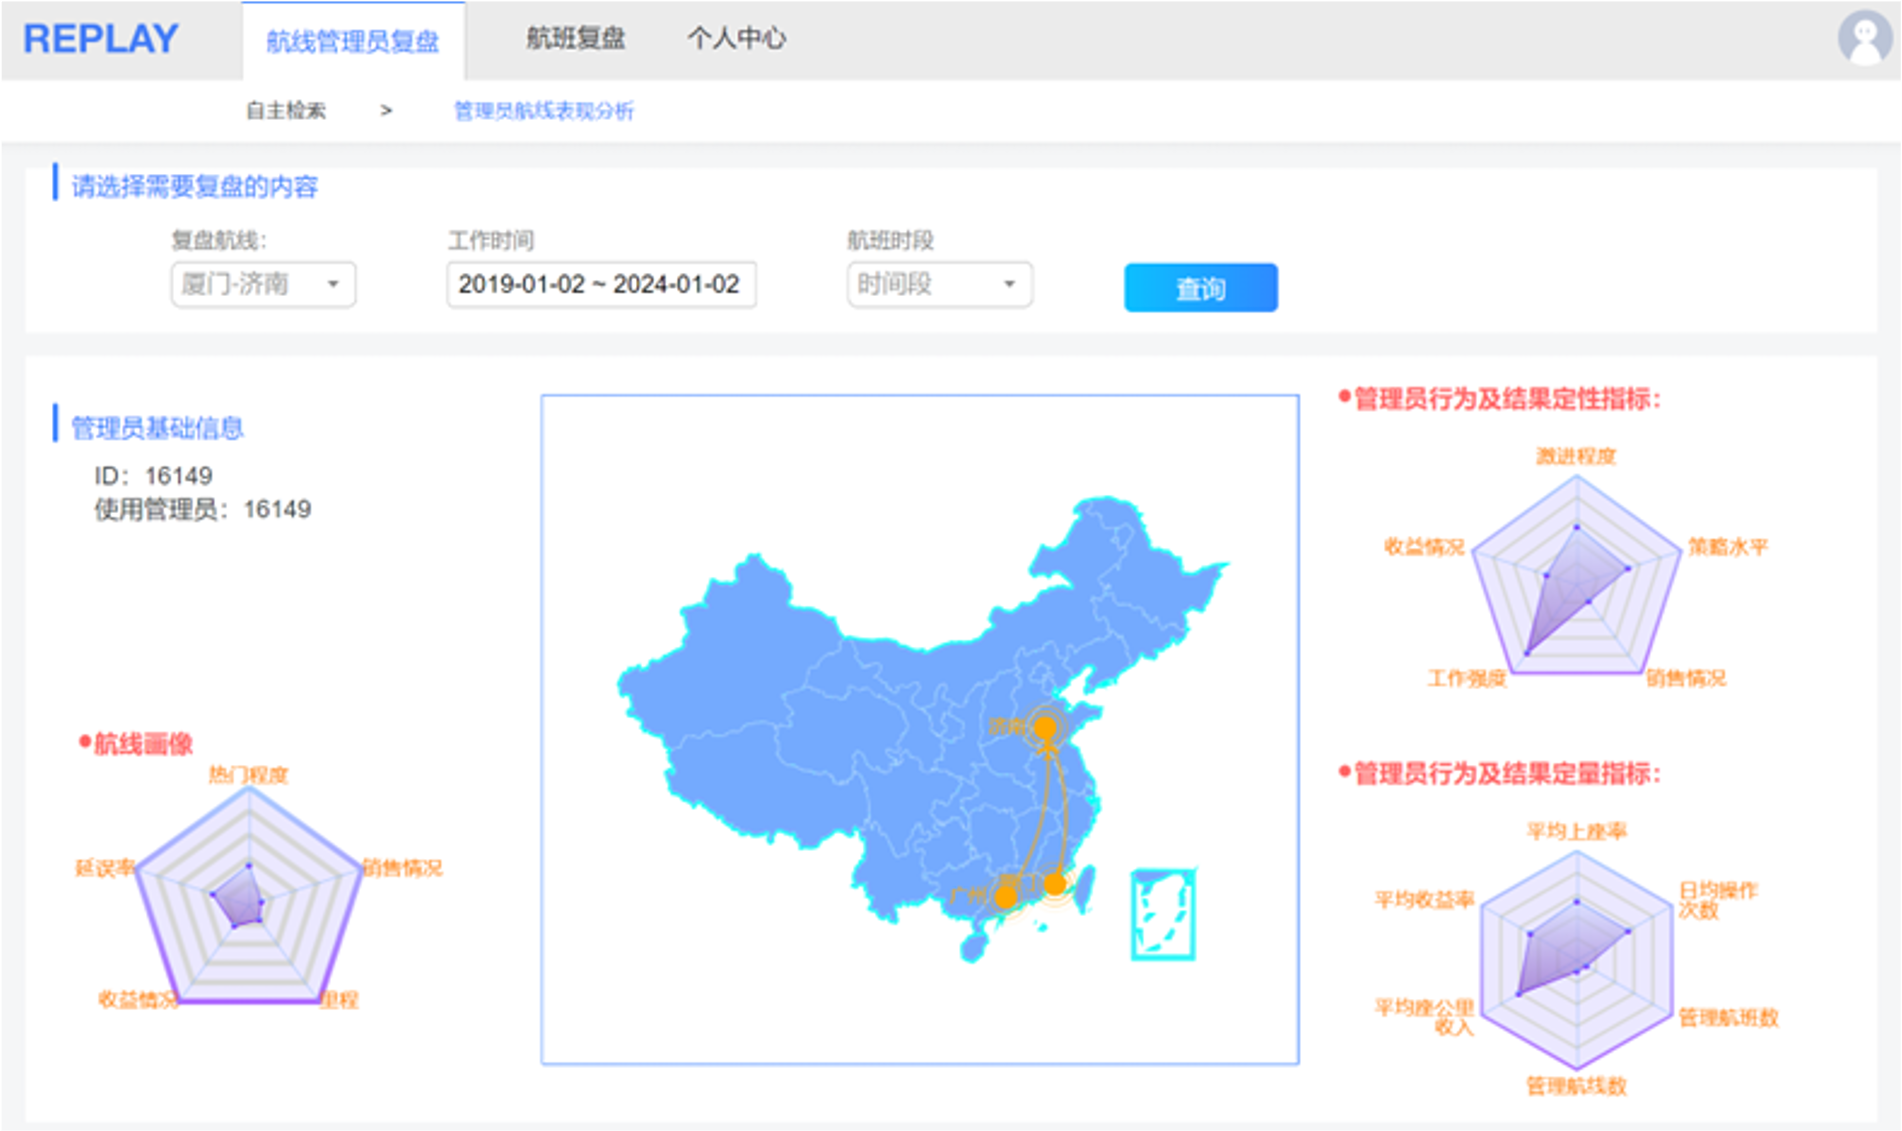 REPLAY
航线管理员复盘
航班复盘
个人中心
自主检索 > 管理员航线表现分析
请选择需要复盘的内容
复盘航线：
工作时间
航班时段
厦门-济南
2019-01-02 ~ 2024-01-02
时间段
查询
管理员基础信息
ID：16149
使用管理员：16149
●航线画像
热门程度
延误率
销售情况
收益情况
里程
济南
广州
●管理员行为及结果定性指标：
激进程度
收益情况
策略水平
工作强度
销售情况
●管理员行为及结果定量指标：
平均上座率
平均收益率
日均操作
次数
平均座公里
收入
管理航班数
管理航线数